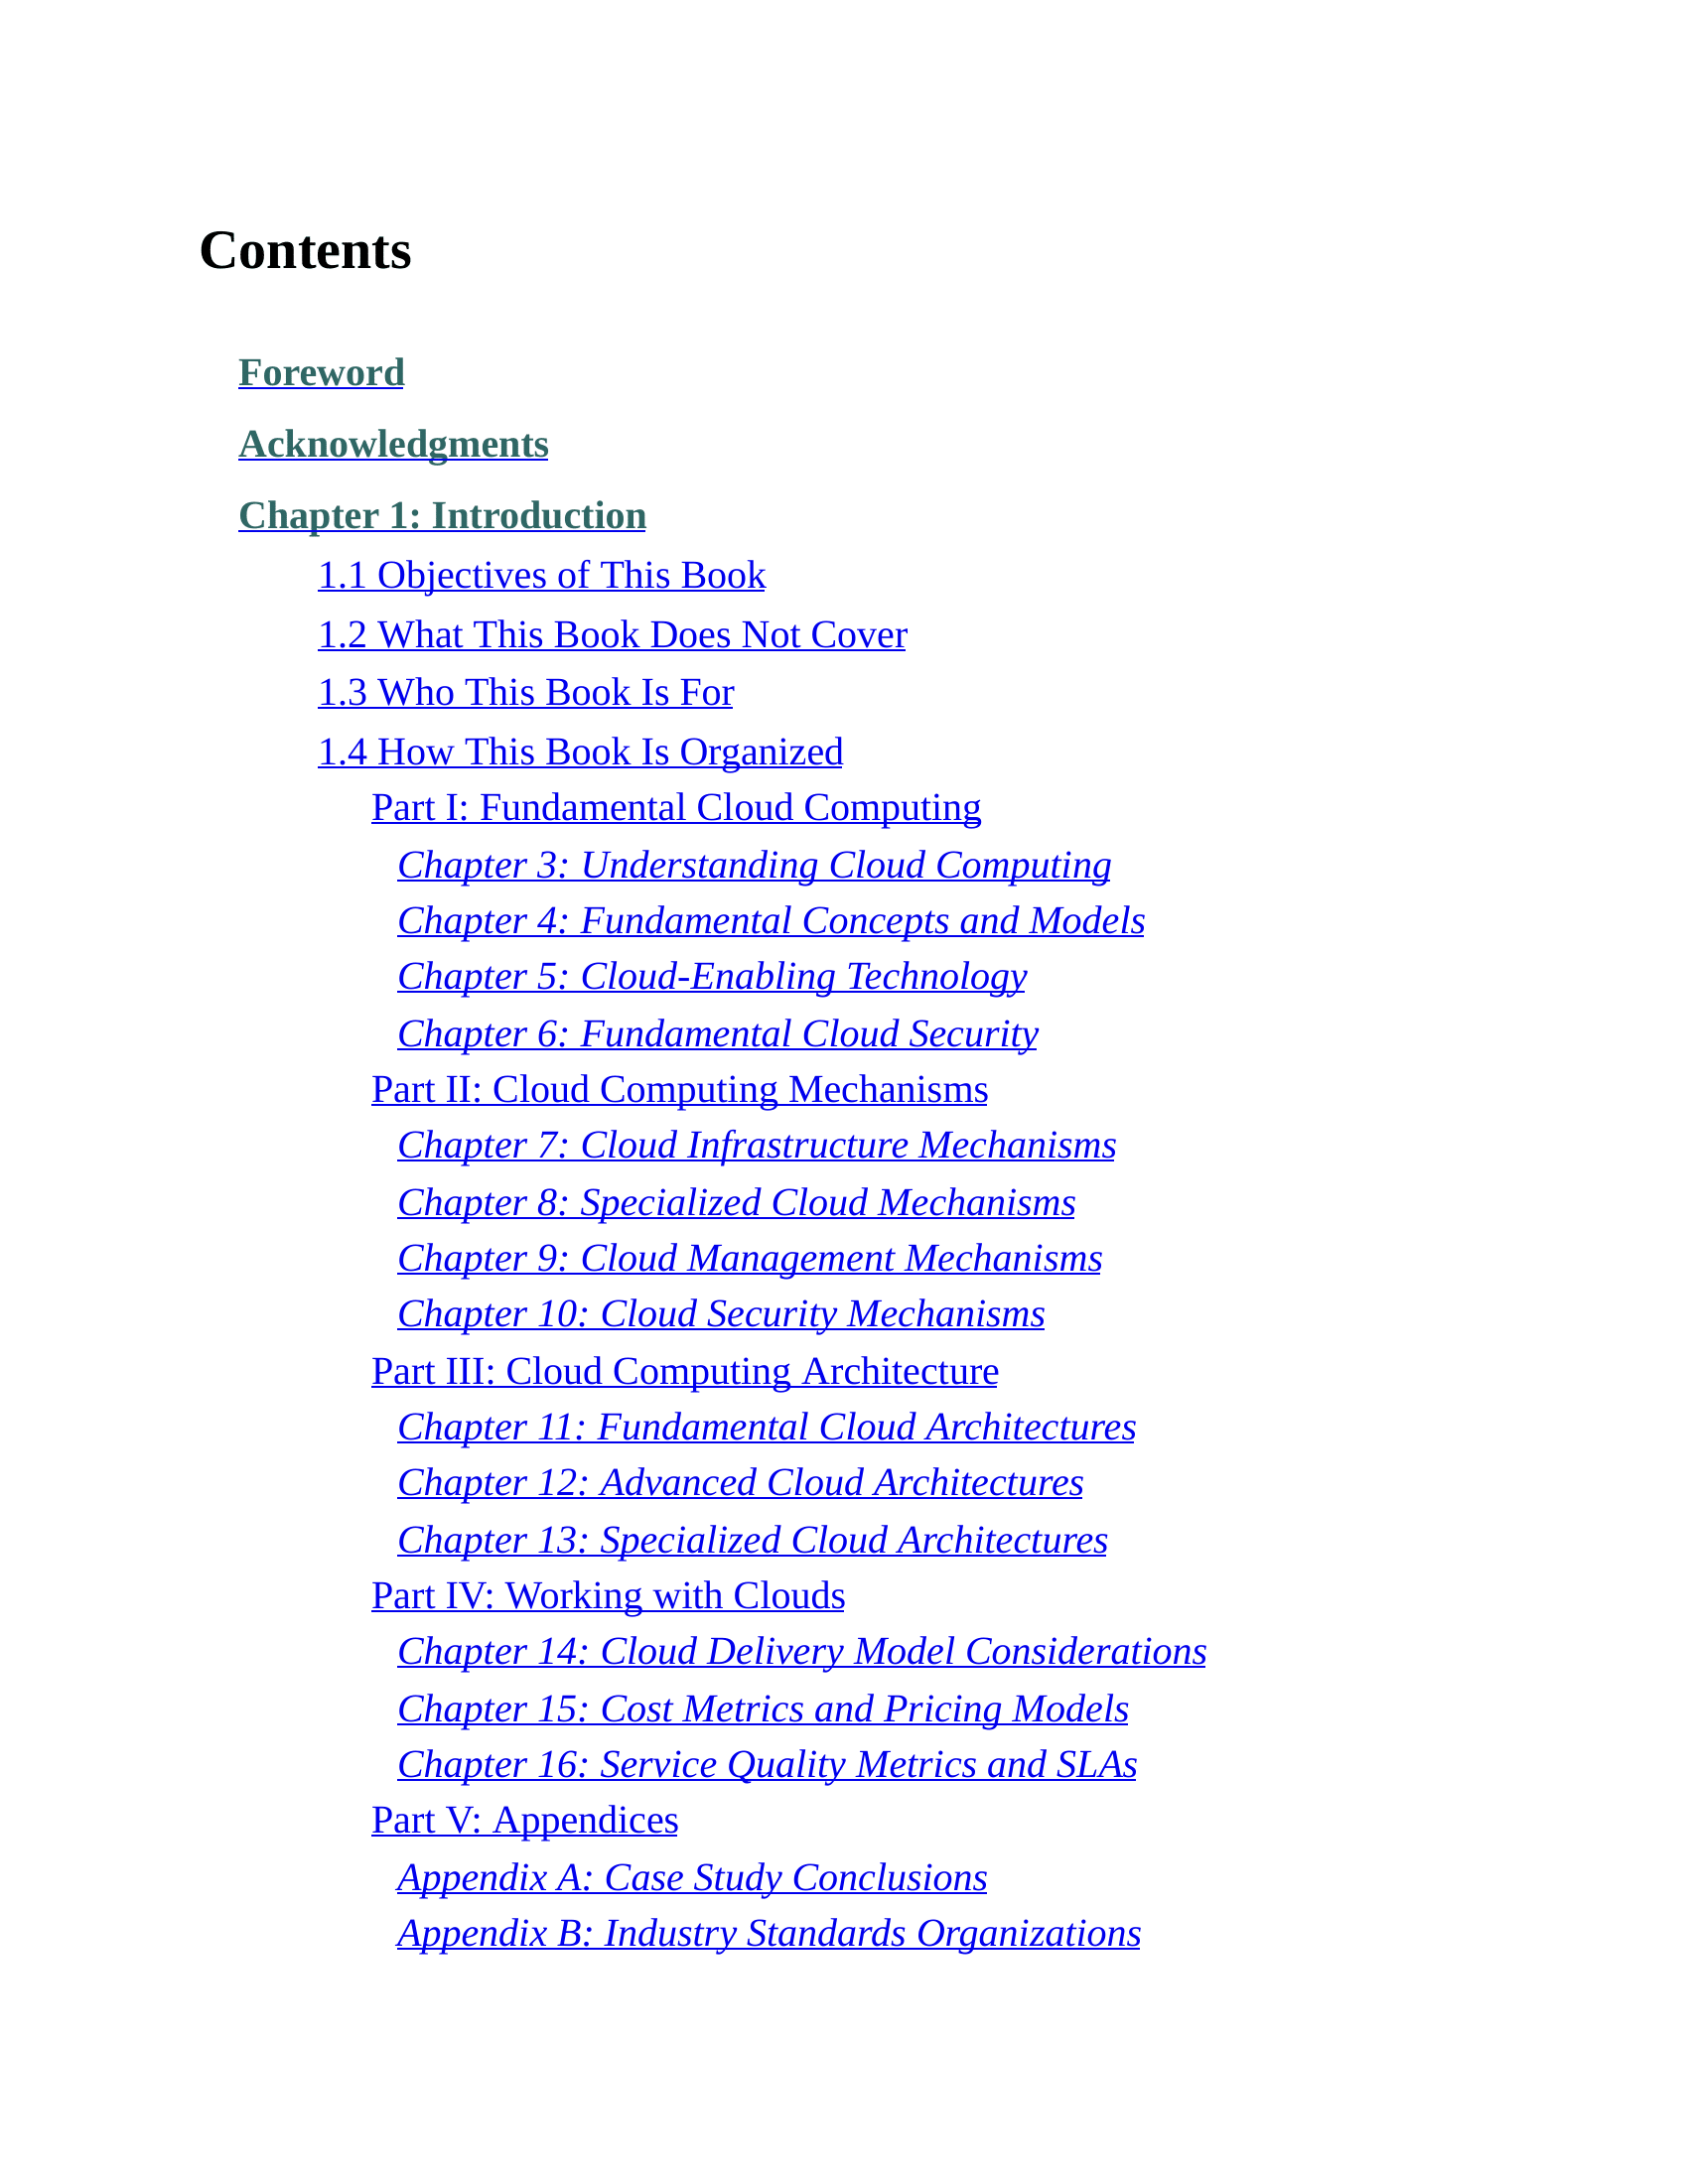 Contents
Foreword
Acknowledgments
Chapter 1: Introduction
1.1 Objectives of This Book
1.2 What This Book Does Not Cover
1.3 Who This Book Is For
1.4 How This Book Is Organized
Part I: Fundamental Cloud Computing
Chapter 3: Understanding Cloud Computing
Chapter 4: Fundamental Concepts and Models
Chapter 5: Cloud-Enabling Technology
Chapter 6: Fundamental Cloud Security
Part II: Cloud Computing Mechanisms
Chapter 7: Cloud Infrastructure Mechanisms
Chapter 8: Specialized Cloud Mechanisms
Chapter 9: Cloud Management Mechanisms
Chapter 10: Cloud Security Mechanisms
Part III: Cloud Computing Architecture
Chapter 11: Fundamental Cloud Architectures
Chapter 12: Advanced Cloud Architectures
Chapter 13: Specialized Cloud Architectures
Part IV: Working with Clouds
Chapter 14: Cloud Delivery Model Considerations
Chapter 15: Cost Metrics and Pricing Models
Chapter 16: Service Quality Metrics and SLAs
Part V: Appendices
Appendix A: Case Study Conclusions
Appendix B: Industry Standards Organizations